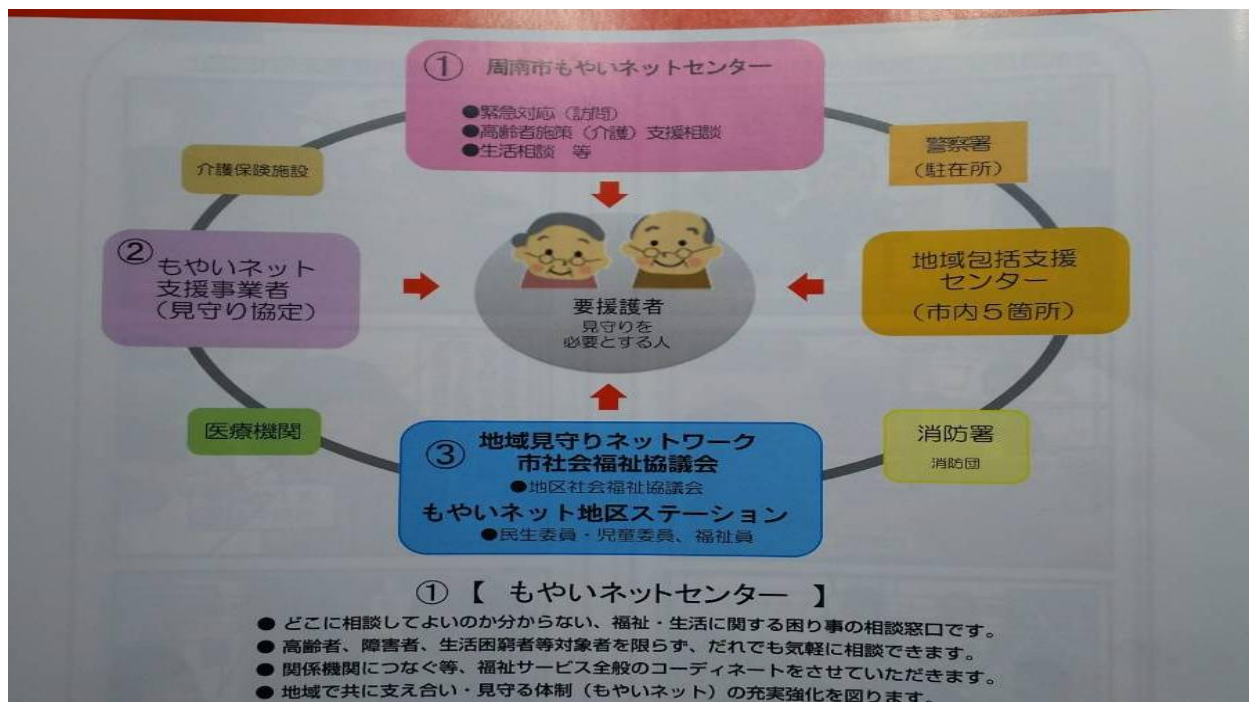 ① 周南市もやいネットセンター
●緊急対応（訪問）
●高齢者施策（介護）支援相談
●生活相談 等
介護保険施設
警察署
（駐在所）
② もやいネット
支援事業者
（見守り協定）
要援護者
見守りを
必要とする人
地域包括支援
センター
（市内５箇所）
医療機関
③ 地域見守りネットワーク
市社会福祉協議会
●地区社会福祉協議会
もやいネット地区ステーション
●民生委員・児童委員、福祉員
消防署
消防団
① 【 もやいネットセンター 】
● どこに相談してよいのか分からない、福祉・生活に関する困り事の相談窓口です。
● 高齢者、障害者、生活困窮者等対象者を限らず、だれでも気軽に相談できます。
● 関係機関につなぐ等、福祉サービス全般のコーディネートをさせていただきます。
● 地域で共に支え合い・見守る体制（もやいネット）の充実強化を図ります。